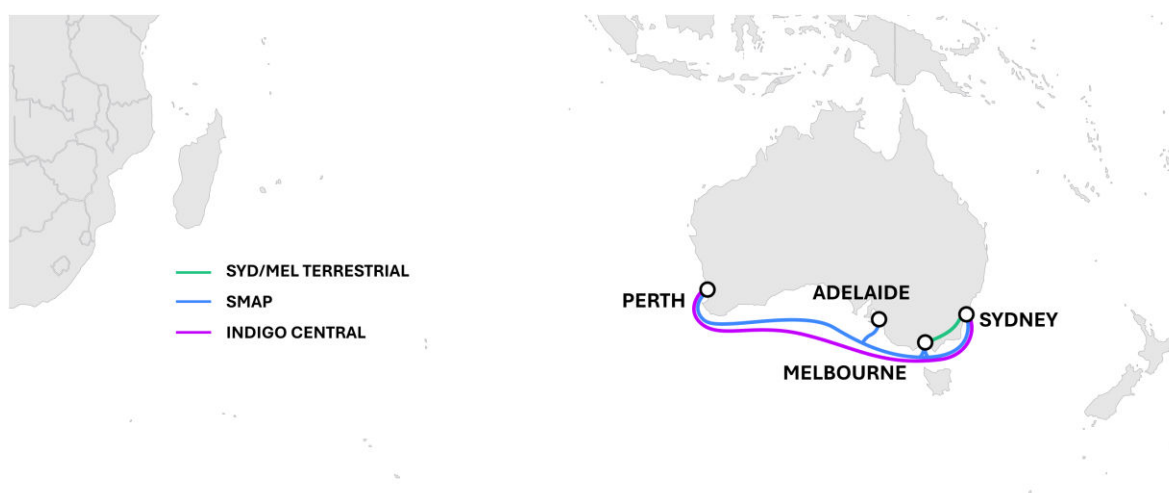 SYD/MEL TERRESTRIAL
SMAP
INDIGO CENTRAL
PERTH
ADELAIDE
SYDNEY
MELBOURNE